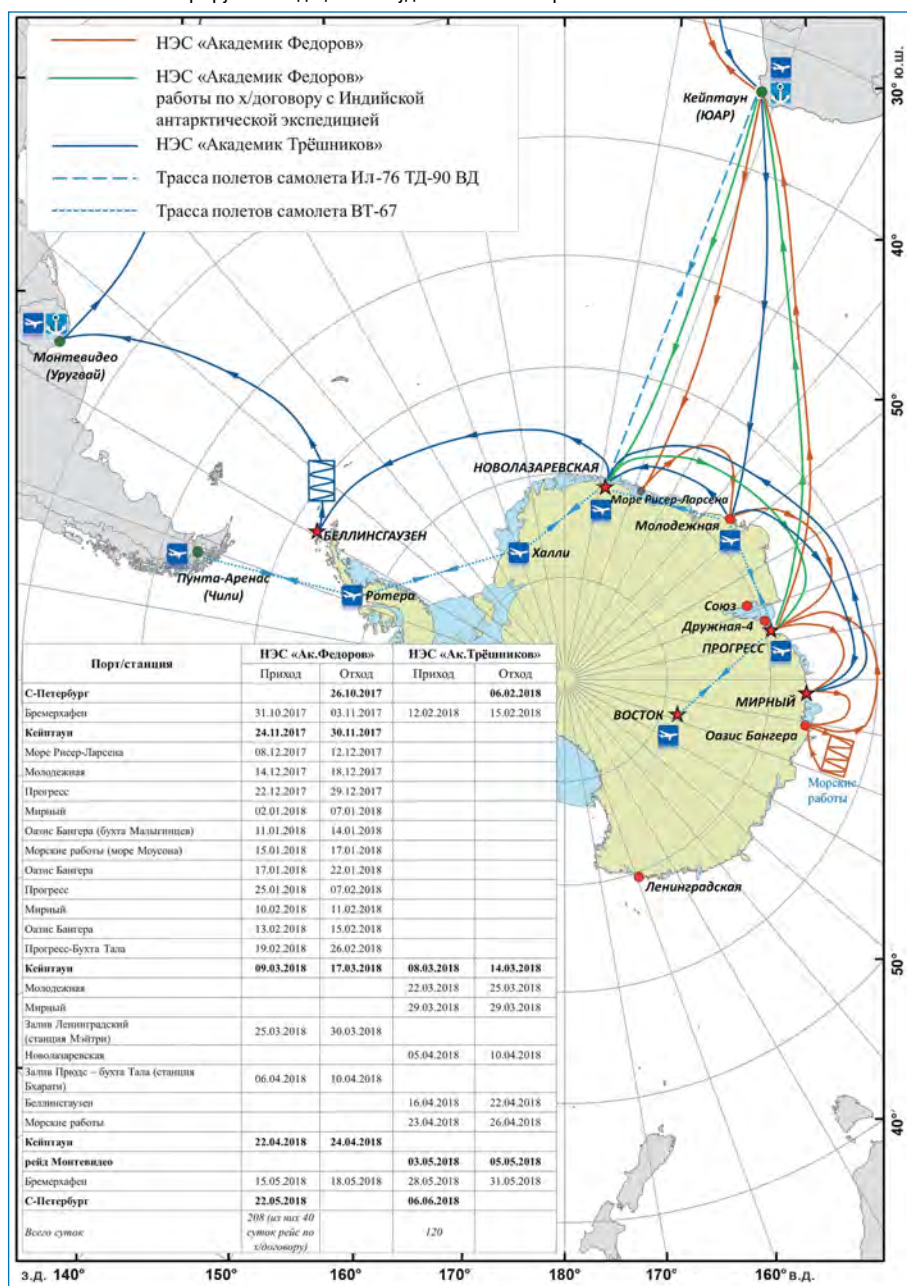 НЭС «Академик Федоров»
НЭС «Академик Федоров»
работы по х/договору с Индийской
антарктической экспедицией
НЭС «Академик Трёшников»
Трасса полетов самолета Ил-76 ТД-90 ВД
Трасса полетов самолета ВТ-67
Кейптаун
(ЮАР)
30° ю.ш.
40°
50°
Монтевидео
(Уругвай)
НОВОЛАЗАРЕВСКАЯ
Море Рисер-Ларсена
Молодежная
БЕЛЛИНСГАУЗЕН
Халли
Пунта-Аренас
(Чили)
Ротера
Союз
Дружная-4
ПРОГРЕСС
МИРНЫЙ
ВОСТОК
Оазис Бангера
Морские
работы
Ленинградская
50°
40°
Порт/станция НЭС «Ак.Федоров» НЭС «Ак.Трёшников»
Приход Отход Приход Отход
С-Петербург 26.10.2017 06.02.2018
Бремерхафен 31.10.2017 03.11.2017 12.02.2018 15.02.2018
Кейптаун 24.11.2017 30.11.2017
Море Рисер-Ларсена 08.12.2017 12.12.2017
Молодежная 14.12.2017 18.12.2017
Прогресс 22.12.2017 29.12.2017
Мирный 02.01.2018 07.01.2018
Оазис Бангера (бухта Малыгинцев) 11.01.2018 14.01.2018
Морские работы (море Моусона) 15.01.2018 17.01.2018
Оазис Бангера 17.01.2018 22.01.2018
Прогресс 25.01.2018 07.02.2018
Мирный 10.02.2018 11.02.2018
Оазис Бангера 13.02.2018 15.02.2018
Прогресс-Бухта Тала 19.02.2018 26.02.2018
Кейптаун 09.03.2018 17.03.2018 08.03.2018 14.03.2018
Молодежная 22.03.2018 25.03.2018
Мирный 29.03.2018 29.03.2018
Залив Ленинградский
(станция Мэйтри) 25.03.2018 30.03.2018
Новолазаревская 05.04.2018 10.04.2018
Залив Прюдс – бухта Тала (станция
Бхарати) 06.04.2018 10.04.2018
Беллинсгаузен 16.04.2018 22.04.2018
Морские работы 23.04.2018 26.04.2018
Кейптаун 22.04.2018 24.04.2018
рейд Монтевидео 03.05.2018 05.05.2018
Бремерхафен 15.05.2018 18.05.2018 28.05.2018 31.05.2018
С-Петербург 22.05.2018 06.06.2018
Всего суток 208 (из них 40
суток рейс по
х/договору) 120
з.д. 140° 150° 160° 170° 180° 170° 160° в.д.